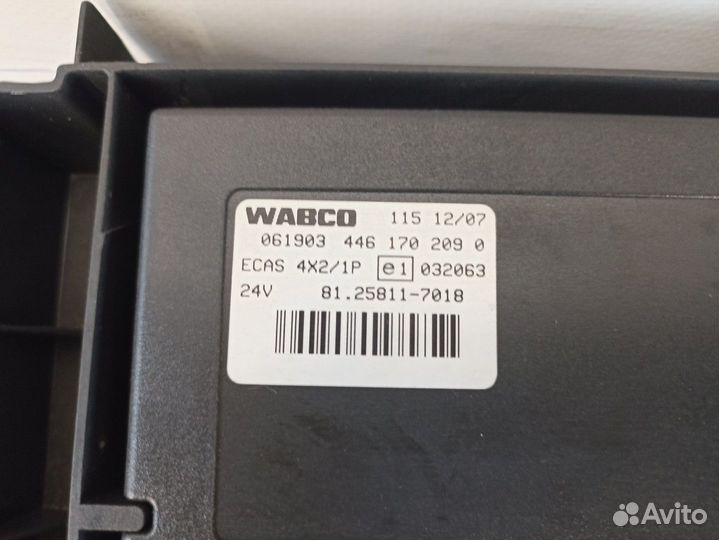 WABCO 115 12/07
061903 446 170 209 0
ECAS 4X2/1P e1 032063
24V 81.25811-7018
Avito